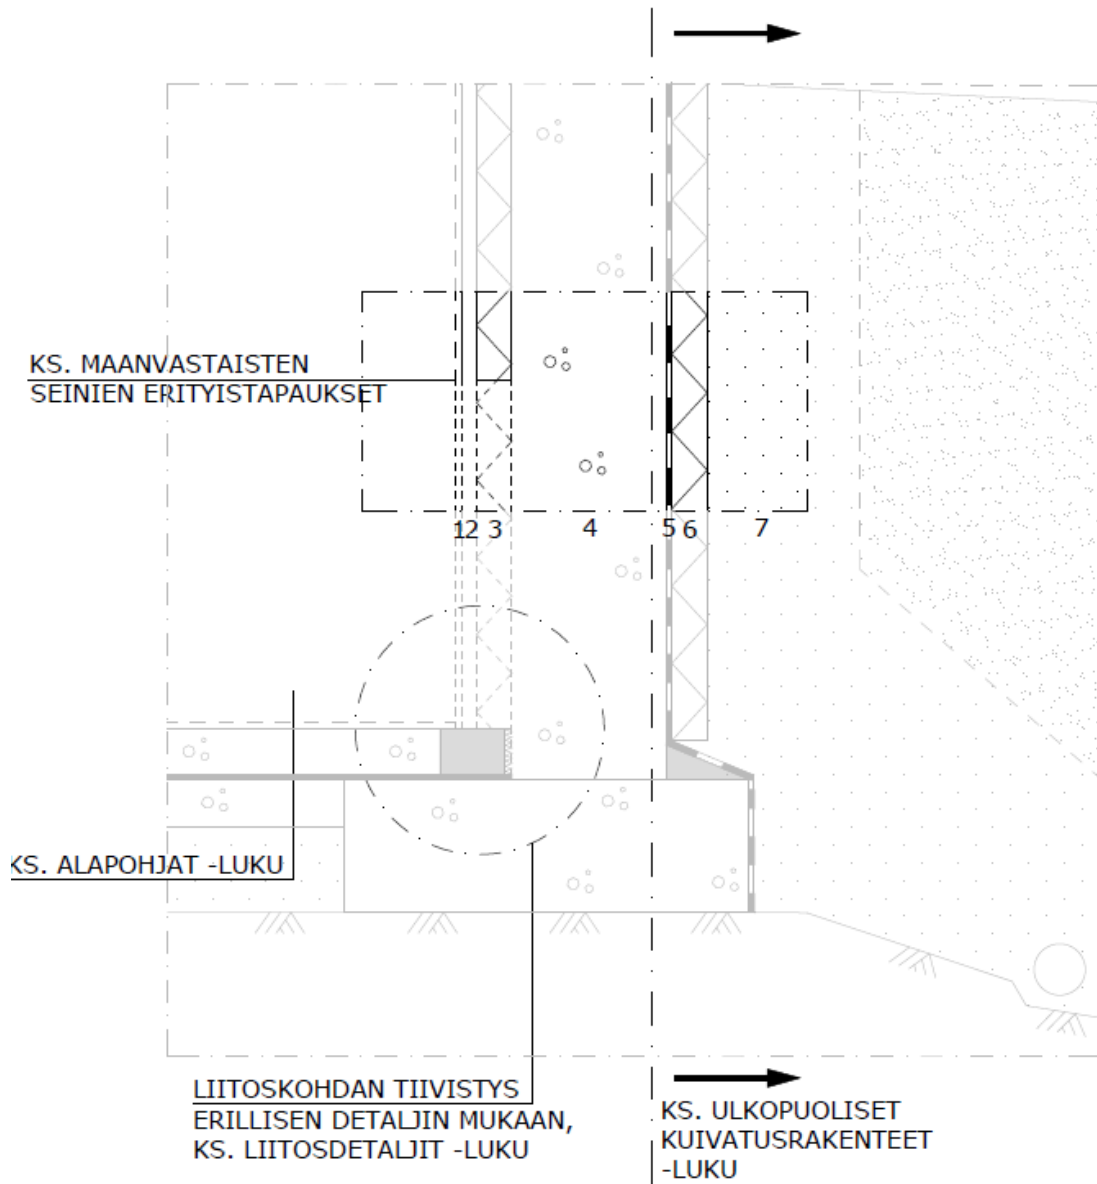 KS. MAANVASTAISTEN
SEINIEN ERITYISTAPAUKSET
12 3 4 5 6 7
KS. ALAPOHJAT -LUKU
LIITOSKOHDAN TIIVISTYS
ERILLISEN DETALJIN MUKAAN,
KS. LIITOSDETALJIT -LUKU
KS. ULKOPUOLISET
KUIVATUSRAKENTEET
-LUKU